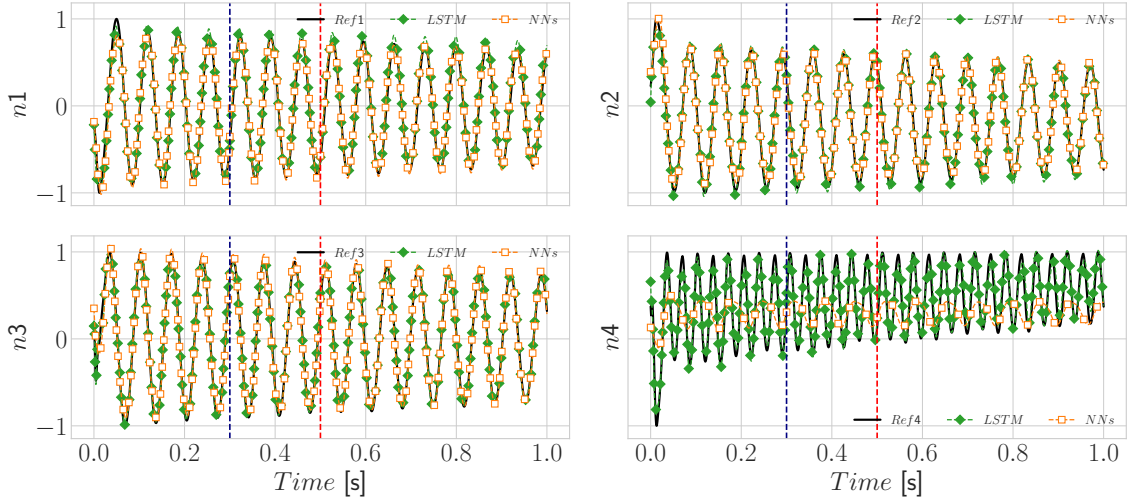 Ref1 LSTM NNs
1
0
−1
n1
Ref2 LSTM NNs
n2
Ref3 LSTM NNs
1
0
−1
n3
0.0 0.2 0.4 0.6 0.8 1.0
Time [s]
n4
Ref4 LSTM NNs
0.0 0.2 0.4 0.6 0.8 1.0
Time [s]